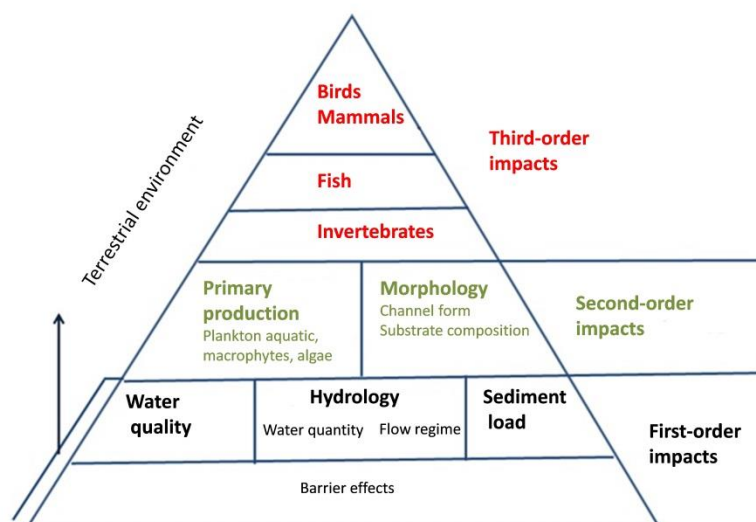 Birds
Mammals
Terrestrial environment
Third-order
impacts
Fish
Invertebrates
Primary
production
Plankton aquatic,
macrophytes, algae
Morphology
Channel form
Substrate composition
Second-order
impacts
Water
quality
Hydrology
Water quantity Flow regime
Sediment
load
First-order
impacts
Barrier effects